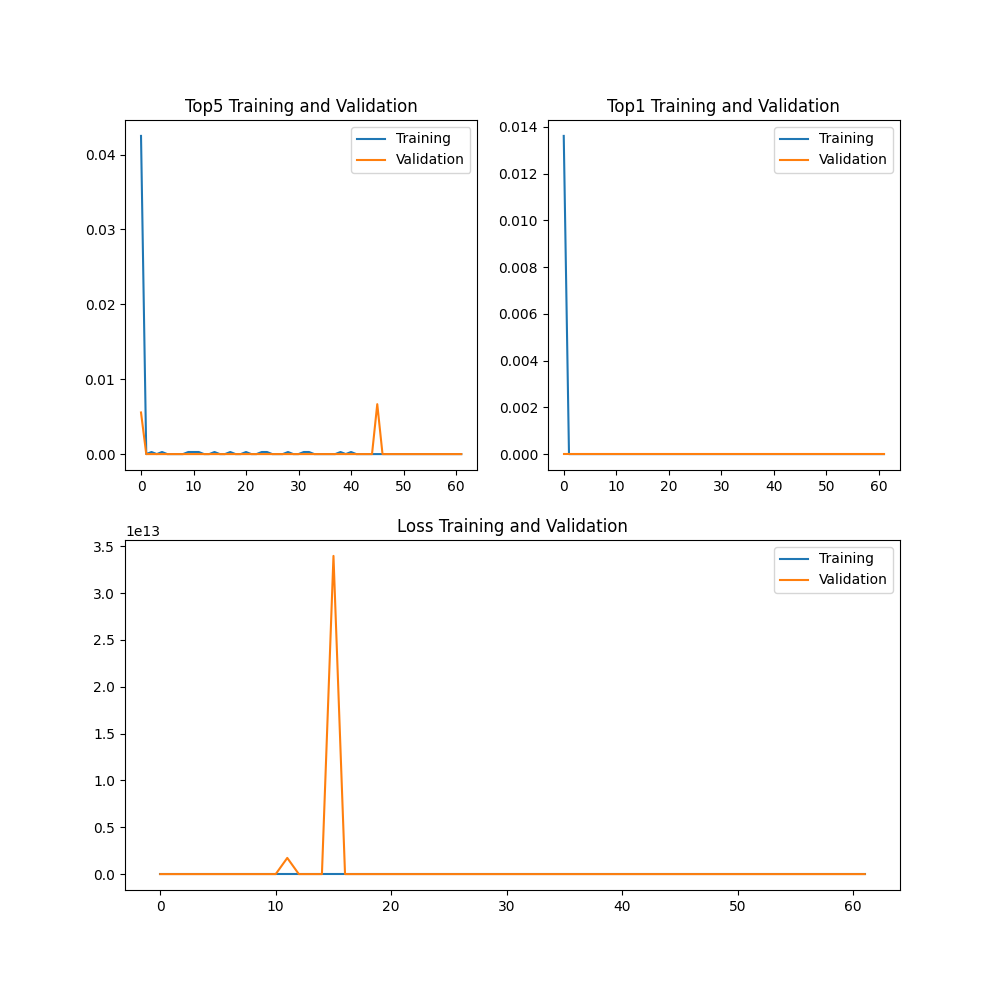 Top5 Training and Validation
Training
Validation
0.04
0.03
0.02
0.01
0.00
0 10 20 30 40 50 60
Top1 Training and Validation
Training
Validation
0.014
0.012
0.010
0.008
0.006
0.004
0.002
0.000
0 10 20 30 40 50 60
Loss Training and Validation
1e13
Training
Validation
3.5
3.0
2.5
2.0
1.5
1.0
0.5
0.0
0 10 20 30 40 50 60